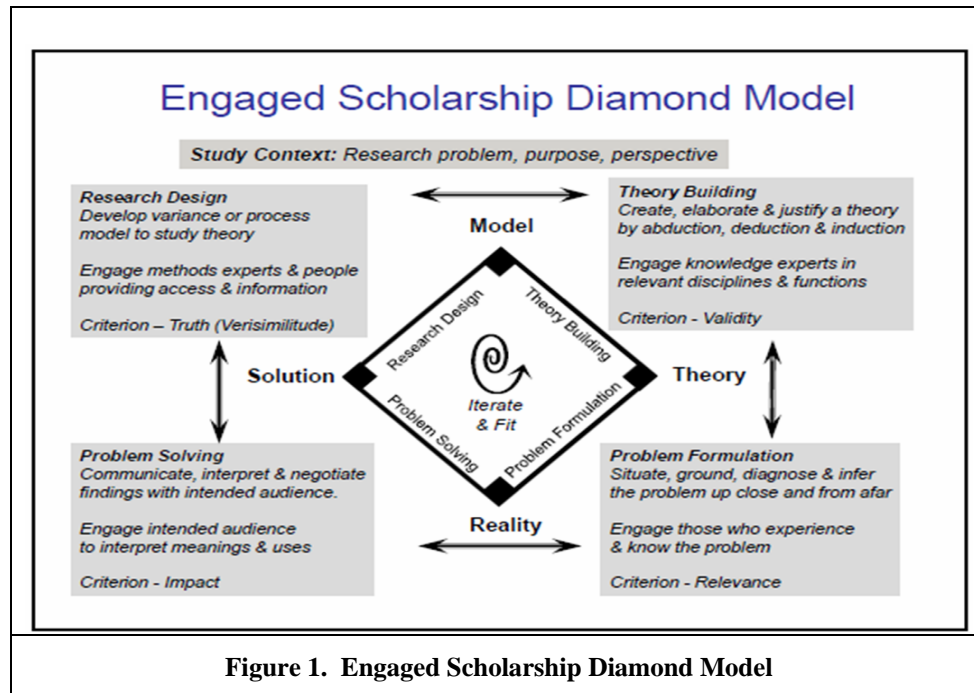 Engaged Scholarship Diamond Model
Study Context: Research problem, purpose, perspective
Research Design
Develop variance or process
model to study theory
Engage methods experts & people
providing access & information
Criterion – Truth (Verisimilitude)
Theory Building
Create, elaborate & justify a theory
by abduction, deduction & induction
Engage knowledge experts in
relevant disciplines & functions
Criterion - Validity
Model
Research Design
Theory Building
Solution
Iterate
& Fit
Theory
Problem Solving
Problem Formulation
Reality
Problem Solving
Communicate, interpret & negotiate
findings with intended audience.
Engage intended audience
to interpret meanings & uses
Criterion - Impact
Problem Formulation
Situate, ground, diagnose & infer
the problem up close and from afar
Engage those who experience
& know the problem
Criterion - Relevance
Figure 1. Engaged Scholarship Diamond Model